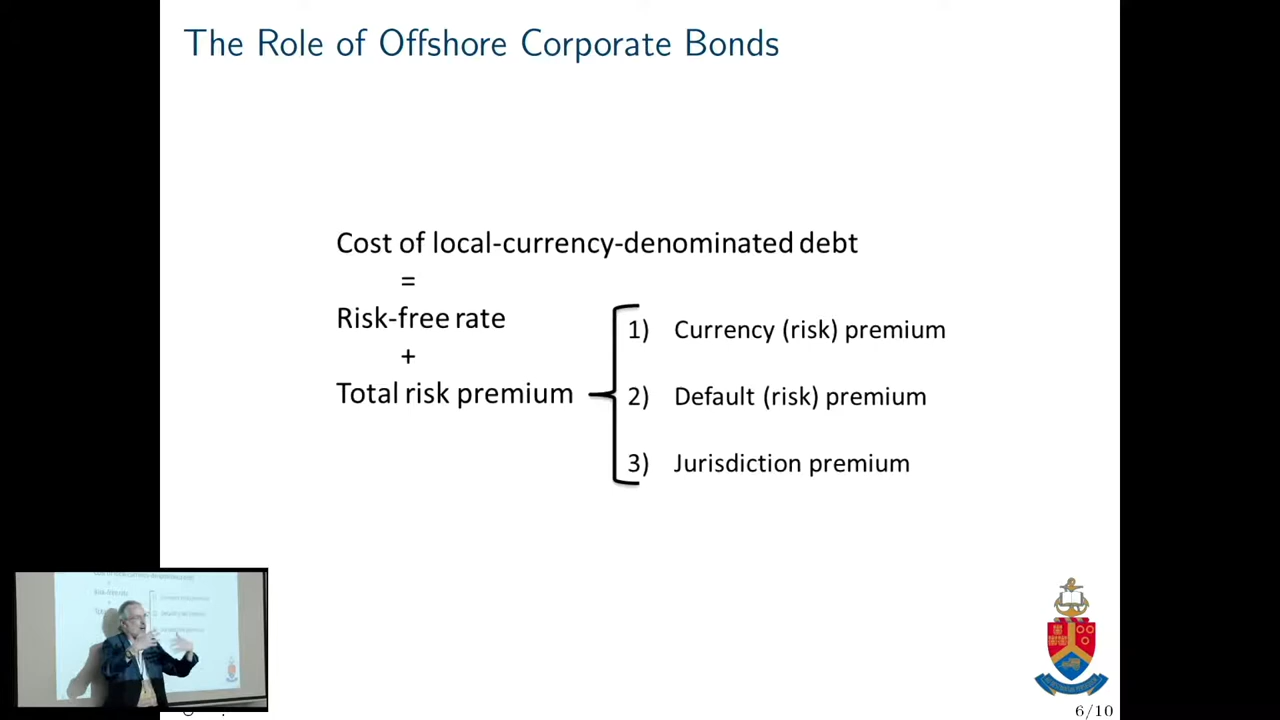 The Role of Offshore Corporate Bonds
Cost of local-currency-denominated debt
=
Risk-free rate
+
Total risk premium
1) Currency (risk) premium
2) Default (risk) premium
3) Jurisdiction premium
6/10